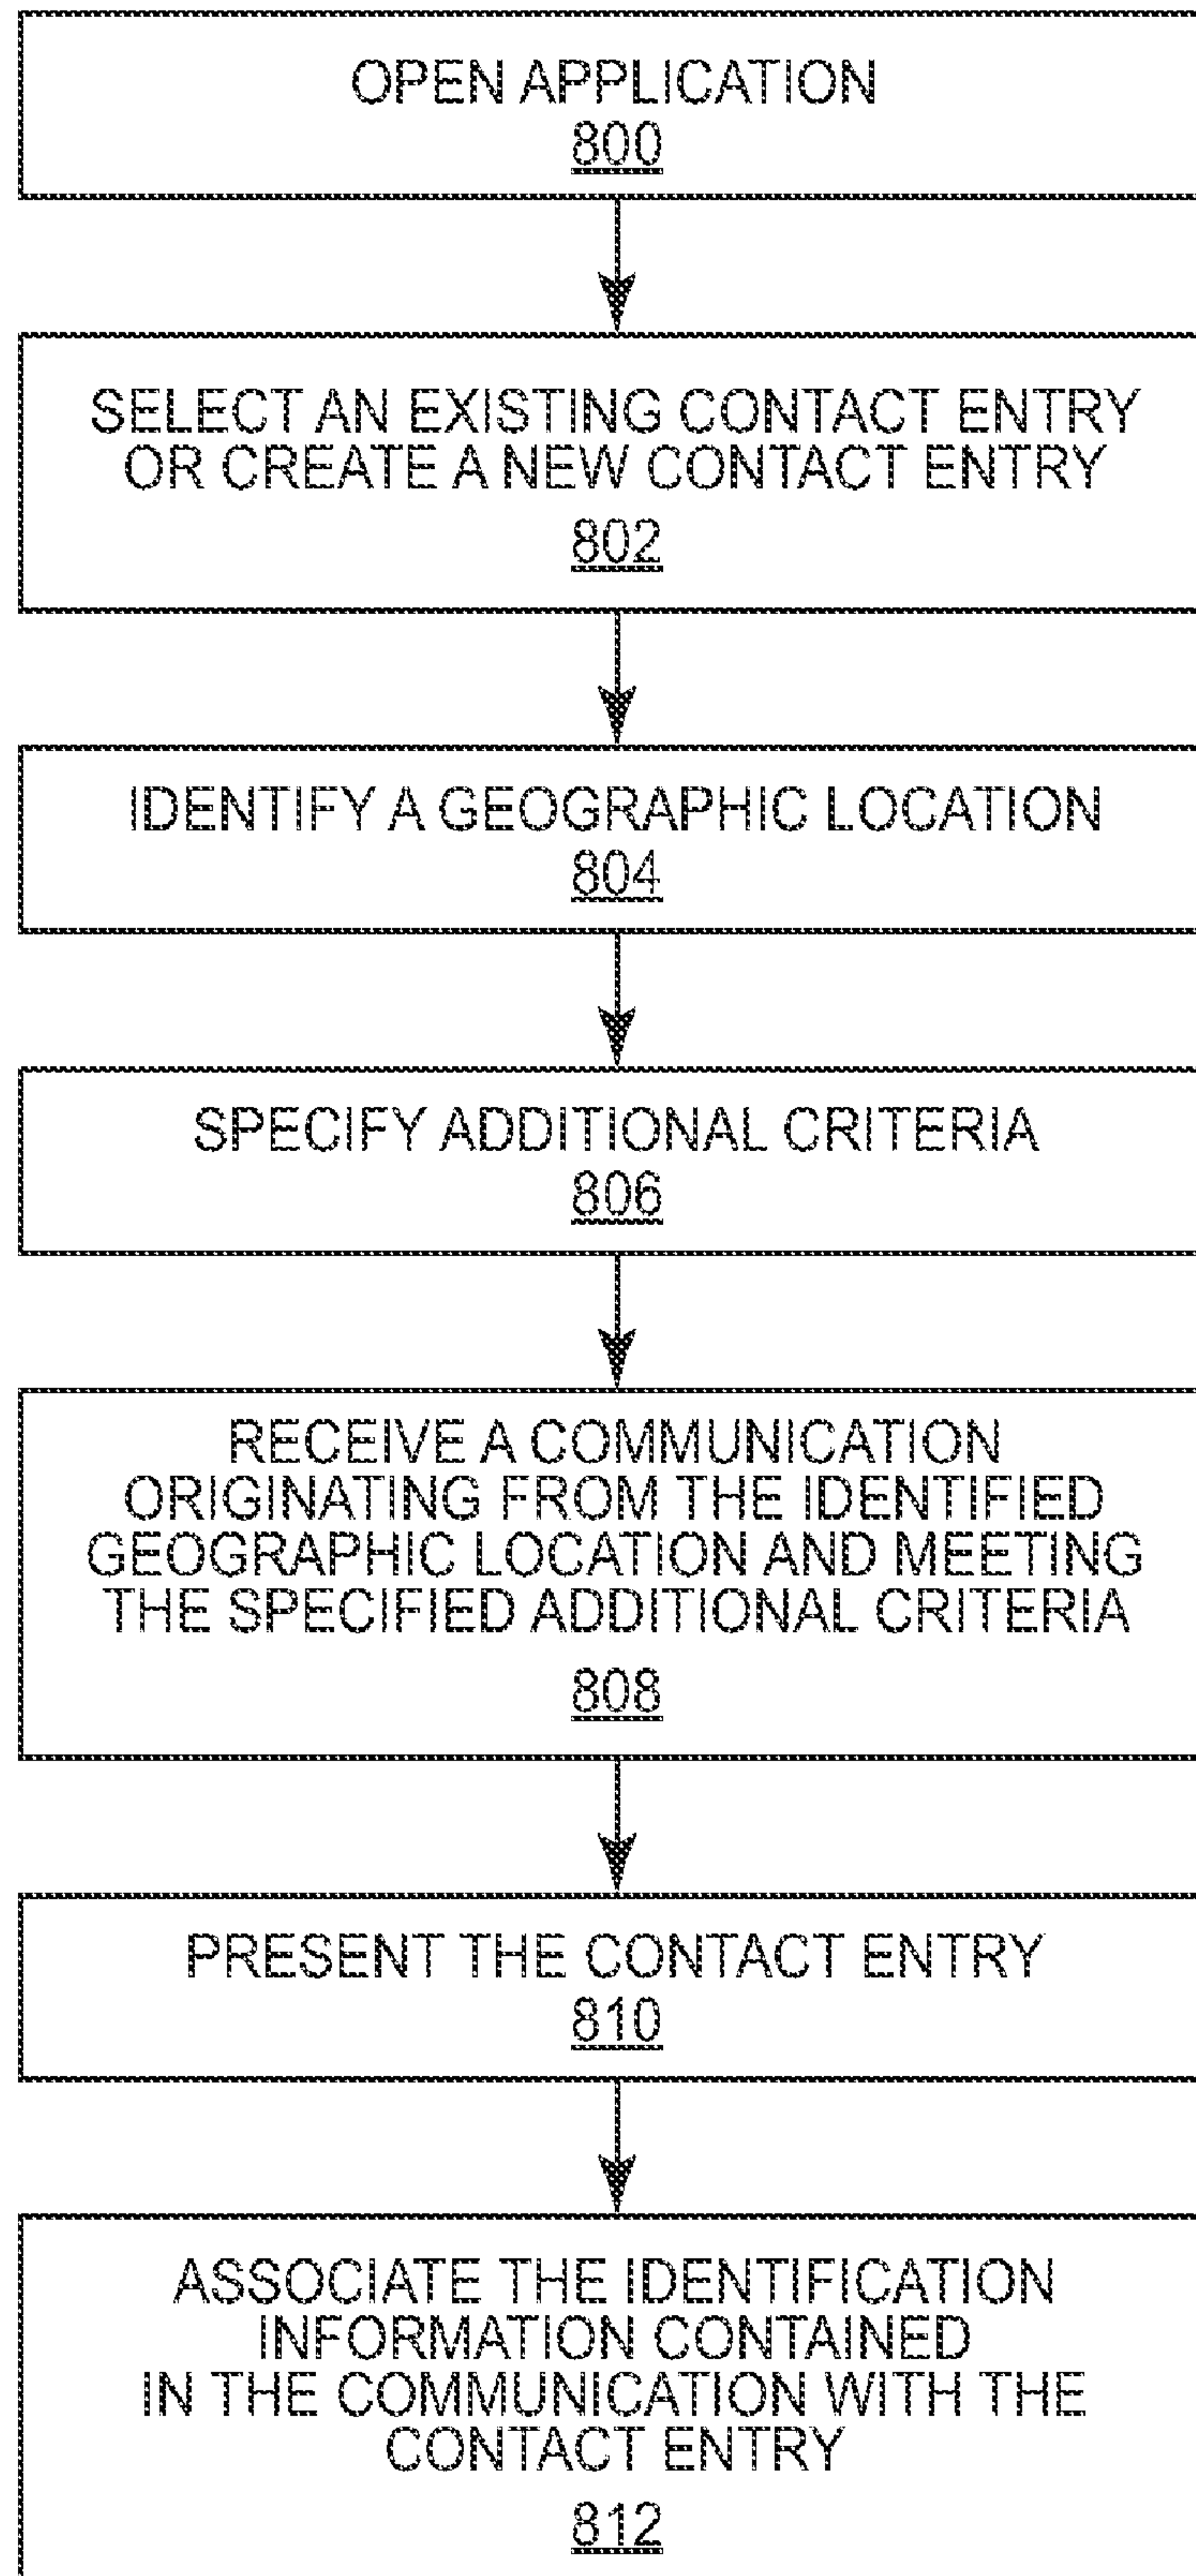 OPEN APPLICATION
800
SELECT AN EXISTING CONTACT ENTRY
OR CREATE A NEW CONTACT ENTRY
802
IDENTIFY A GEOGRAPHIC LOCATION
804
SPECIFY ADDITIONAL CRITERIA
806
RECEIVE A COMMUNICATION
ORIGINATING FROM THE IDENTIFIED
GEOGRAPHIC LOCATION AND MEETING
THE SPECIFIED ADDITIONAL CRITERIA
808
PRESENT THE CONTACT ENTRY
810
ASSOCIATE THE IDENTIFICATION
INFORMATION CONTAINED
IN THE COMMUNICATION WITH THE
CONTACT ENTRY
812